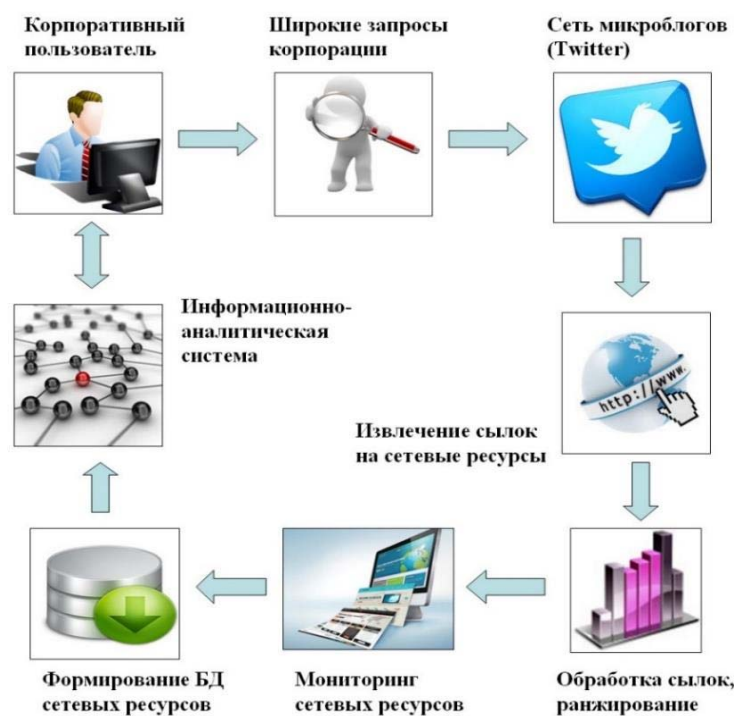 Корпоративный
пользователь
Широкие запросы
корпорации
Сеть микроблогов
(Twitter)
Информационно-
аналитическая
система
http://www.
Извлечение сылок
на сетевые ресурсы
Формирование БД
сетевых ресурсов
Мониторинг
сетевых ресурсов
Обработка сылок,
ранжирование